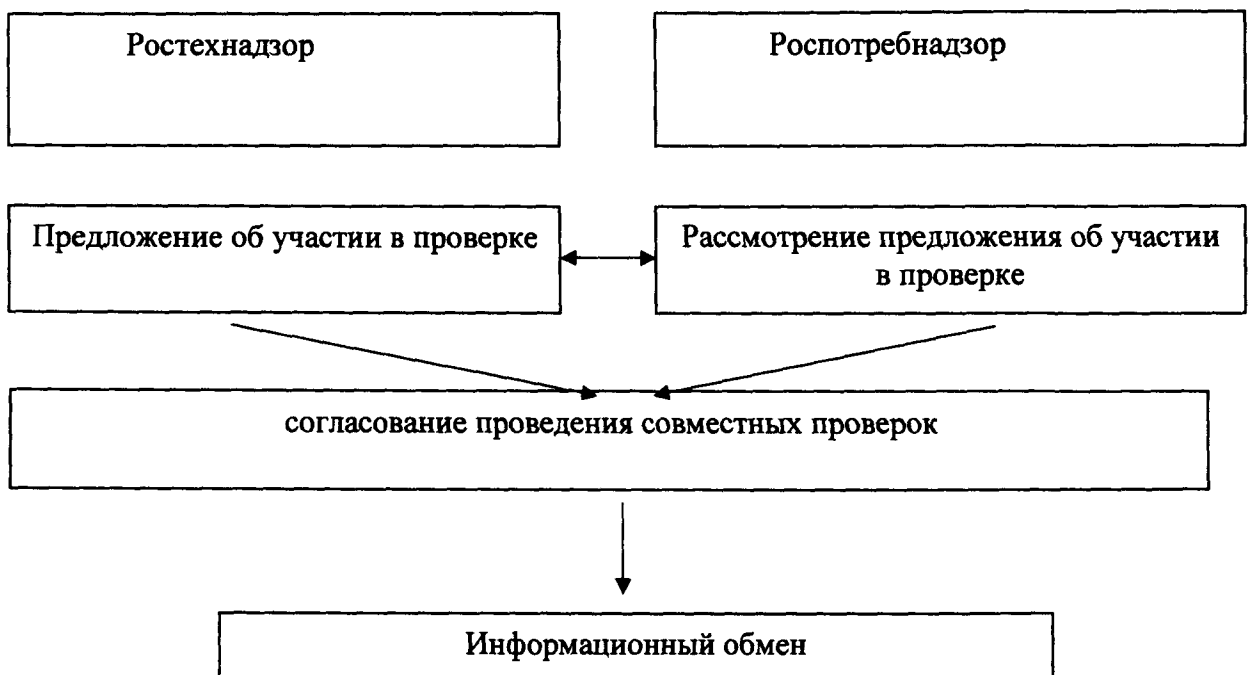 Ростехнадзор
Роспотребнадзор
Предложение об участии в проверке
Рассмотрение предложения об участии
в проверке
согласование проведения совместных проверок
Информационный обмен